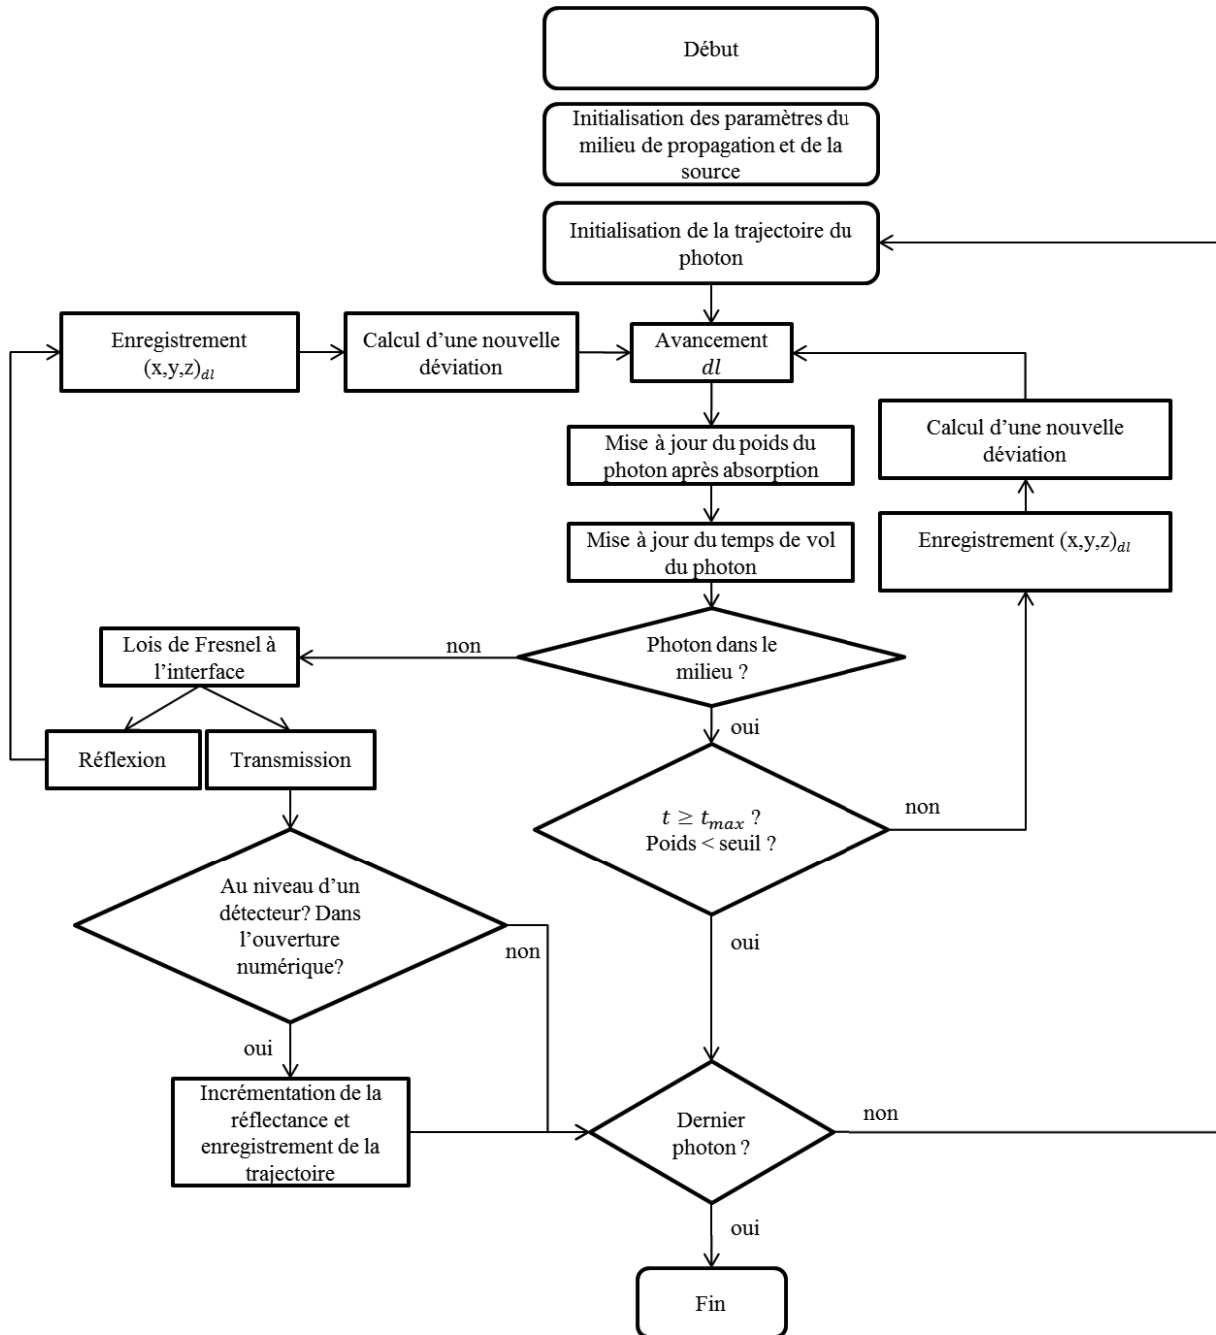 Début
Initialisation des paramètres du
milieu de propagation et de la
source
Initialisation de la trajectoire du
photon
Enregistrement
(x,y,z)dl
Calcul d’une nouvelle
déviation
Avancement
dl
Calcul d’une nouvelle
déviation
Mise à jour du poids du
photon après absorption
Mise à jour du temps de vol
du photon
Enregistrement (x,y,z)dl
Lois de Fresnel à
l’interface
non
Photon dans le
milieu ?
oui
Réflexion
Transmission
t ≥ tmax ?
Poids < seuil ?
non
Au niveau d’un
détecteur? Dans
l’ouverture
numérique?
non
oui
oui
Incrémentation de la
réflectance et
enregistrement de la
trajectoire
Dernier
photon ?
non
oui
Fin